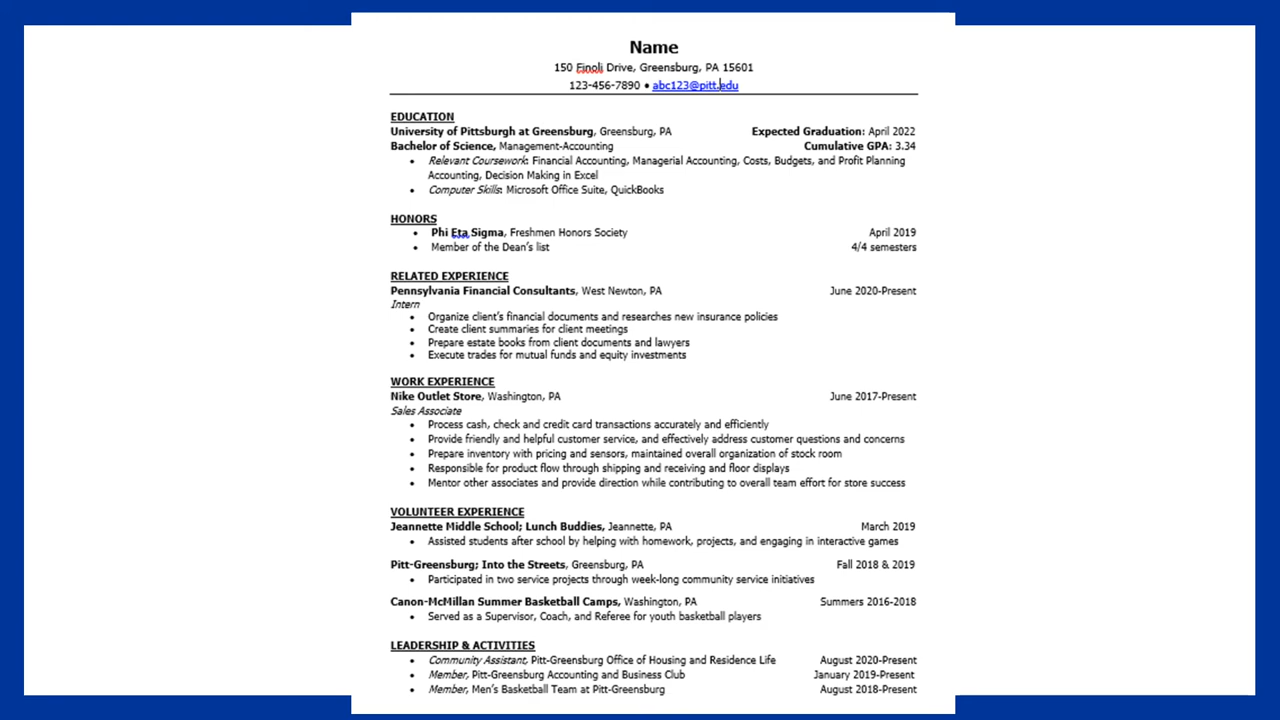 Name
150 Finoli Drive, Greensburg, PA 15601
123-456-7890 • abc123@pitt.edu
EDUCATION
University of Pittsburgh at Greensburg, Greensburg, PA Expected Graduation: April 2022
Bachelor of Science, Management-Accounting Cumulative GPA: 3.34
• Relevant Coursework: Financial Accounting, Managerial Accounting, Costs, Budgets, and Profit Planning
Accounting, Decision Making in Excel
• Computer Skills: Microsoft Office Suite, QuickBooks
HONORS
• Phi Eta Sigma, Freshmen Honors Society April 2019
• Member of the Dean's list 4/4 semesters
RELATED EXPERIENCE
Pennsylvania Financial Consultants, West Newton, PA June 2020-Present
Intern
• Organize client's financial documents and researches new insurance policies
• Create client summaries for client meetings
• Prepare estate books from client documents and lawyers
• Execute trades for mutual funds and equity investments
WORK EXPERIENCE
Nike Outlet Store, Washington, PA June 2017-Present
Sales Associate
• Process cash, check and credit card transactions accurately and efficiently
• Provide friendly and helpful customer service, and effectively address customer questions and concerns
• Prepare inventory with pricing and sensors, maintained overall organization of stock room
• Responsible for product flow through shipping and receiving and floor displays
• Mentor other associates and provide direction while contributing to overall team effort for store success
VOLUNTEER EXPERIENCE
Jeannette Middle School; Lunch Buddies, Jeannette, PA March 2019
• Assisted students after school by helping with homework, projects, and engaging in interactive games
Pitt-Greensburg; Into the Streets, Greensburg, PA Fall 2018 & 2019
• Participated in two service projects through week-long community service initiatives
Canon-McMillan Summer Basketball Camps, Washington, PA Summers 2016-2018
• Served as a Supervisor, Coach, and Referee for youth basketball players
LEADERSHIP & ACTIVITIES
• Community Assistant, Pitt-Greensburg Office of Housing and Residence Life August 2020-Present
• Member, Pitt-Greensburg Accounting and Business Club January 2019-Present
• Member, Men's Basketball Team at Pitt-Greensburg August 2018-Present